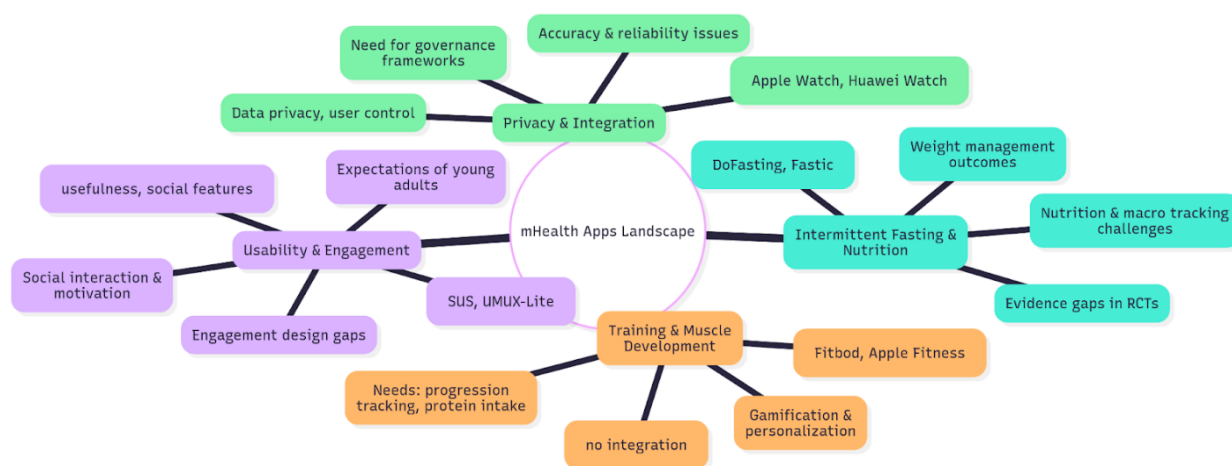 Accuracy & reliability issues
Need for governance
frameworks
Apple Watch, Huawei Watch
Data privacy, user control
Privacy & Integration
Expectations of young
adults
usefulness, social features
Usability & Engagement
Social interaction &
motivation
SUS, UMUX-Lite
Engagement design gaps
mHealth Apps Landscape
DoFasting, Fastic
Weight management
outcomes
Nutrition & macro tracking
challenges
Intermittent Fasting &
Nutrition
Evidence gaps in RCTs
Training & Muscle
Development
Fitbod, Apple Fitness
Needs: progression
tracking, protein intake
Gamification &
personalization
no integration